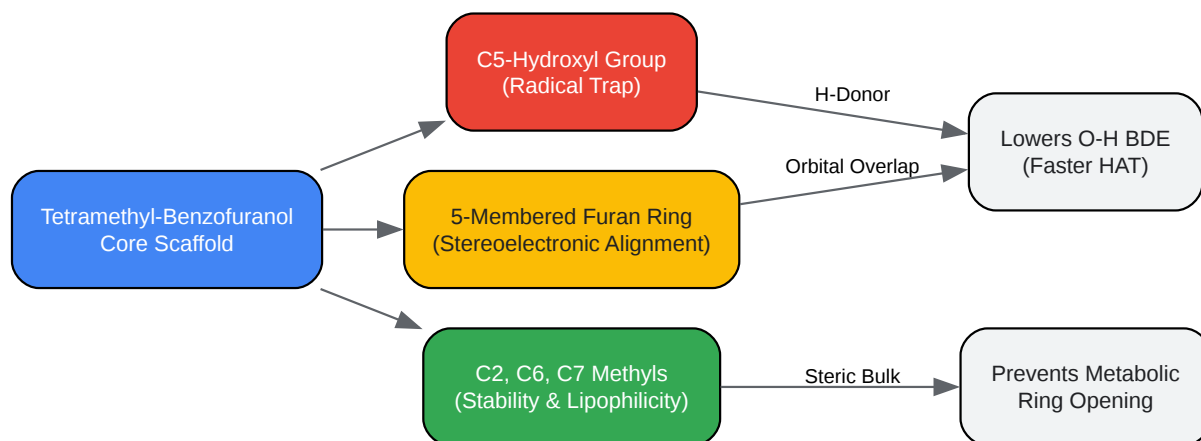 C5-Hydroxyl Group
(Radical Trap)
H-Donor
Lowers O-H BDE
(Faster HAT)
Orbital Overlap
Tetramethyl-Benzofuranol
Core Scaffold
5-Membered Furan Ring
(Stereoelectronic Alignment)
C2, C6, C7 Methyls
(Stability & Lipophilicity)
Steric Bulk
Prevents Metabolic
Ring Opening